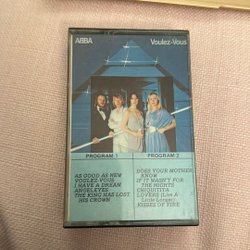 ABBA
Voulez-Vous
PROGRAM 1
PROGRAM 2
AS GOOD AS NEW
VOULEZ-VOUS
I HAVE A DREAM
ANGELEYES
THE KING HAS LOST
HIS CROWN
DOES YOUR MOTHER
KNOW
IF IT WASN'T FOR
THE NIGHTS
CHIQUITITA
LOVERS (Live A
Little Longer)
KISSES OF FIRE